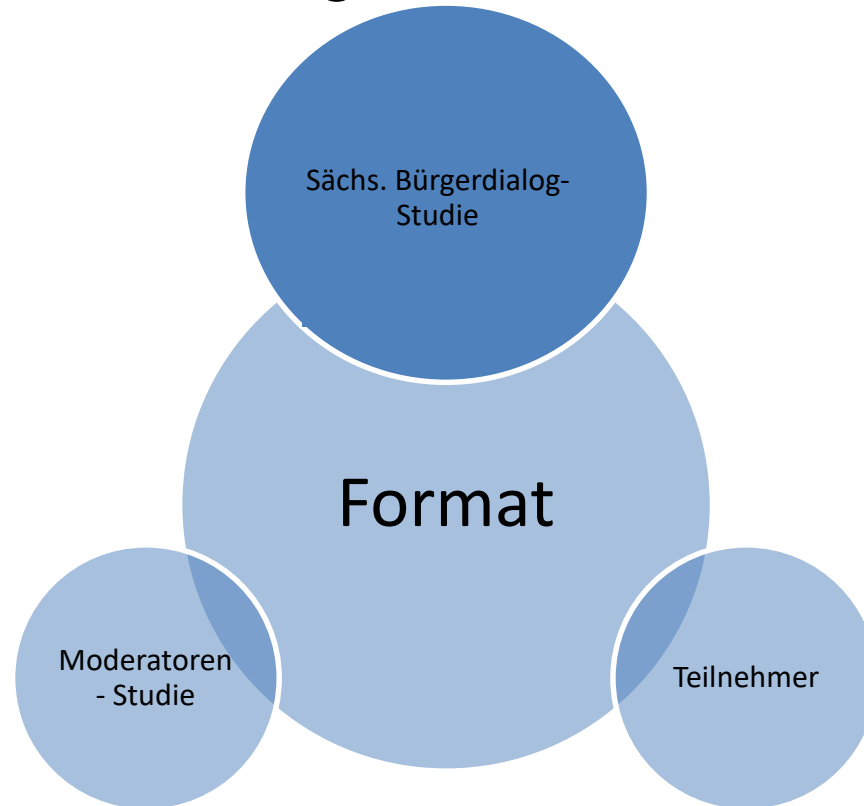 Sächs. Bürgerdialog-
Studie
Format
Moderatoren
- Studie
Teilnehmer